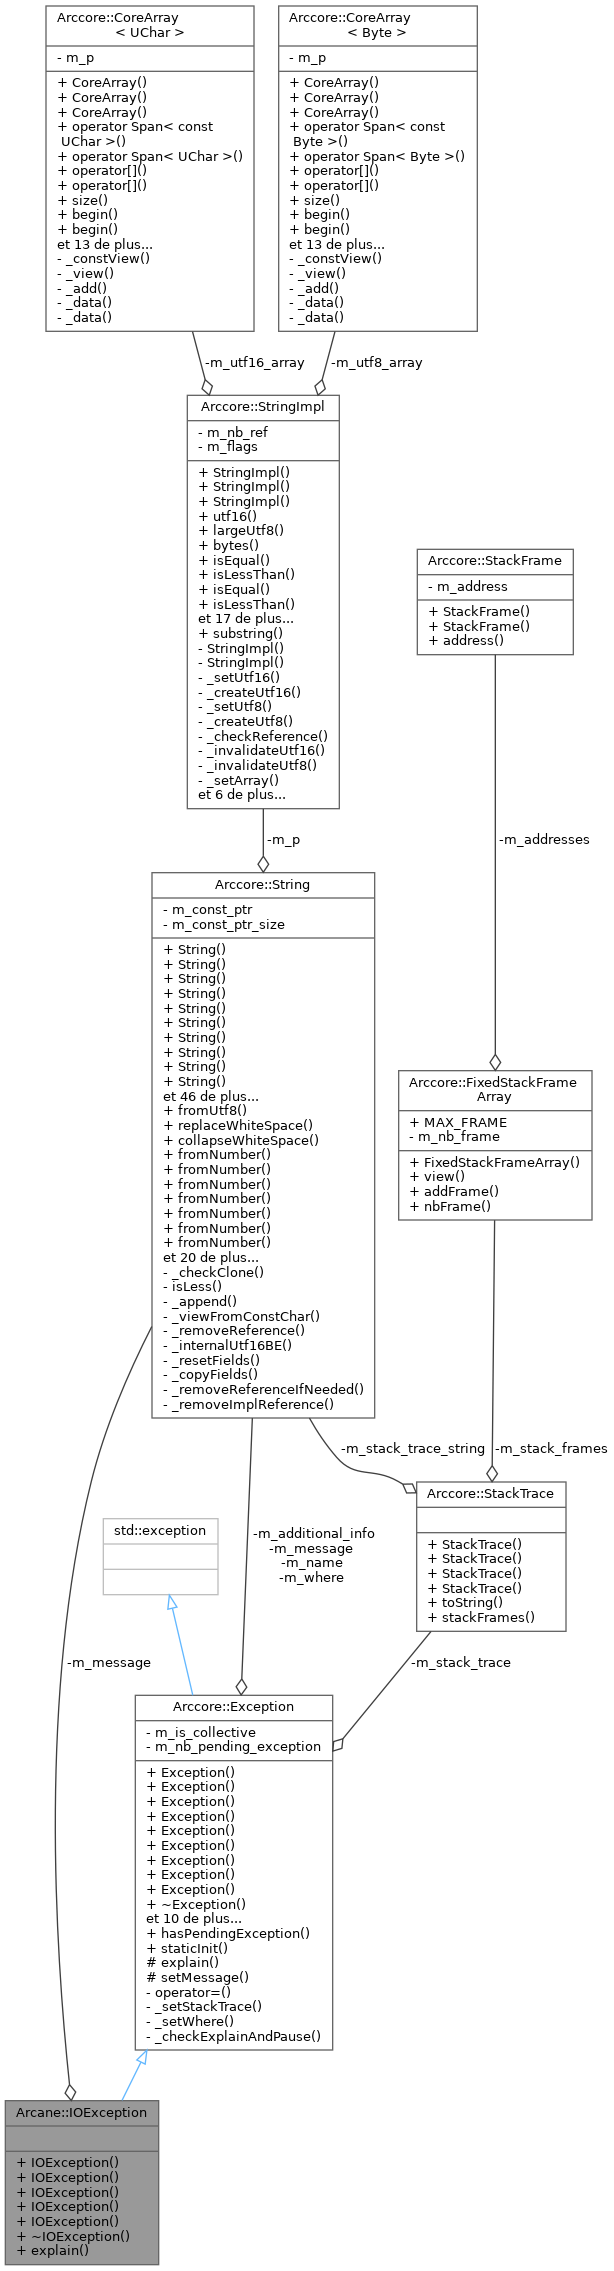 Arccore::CoreArray
< UChar >
- m_p
+ CoreArray()
+ CoreArray()
+ CoreArray()
+ operator Span< const
UChar >()
+ operator Span< UChar >()
+ operator[]()
+ operator[]()
+ size()
+ begin()
+ begin()
et 13 de plus...
- _constView()
- _view()
- _add()
- _data()
- _data()
Arccore::CoreArray
< Byte >
- m_p
+ CoreArray()
+ CoreArray()
+ CoreArray()
+ operator Span< const
Byte >()
+ operator Span< Byte >()
+ operator[]()
+ operator[]()
+ size()
+ begin()
+ begin()
et 13 de plus...
- _constView()
- _view()
- _add()
- _data()
- _data()
-m_utf16_array
-m_utf8_array
Arccore::StringImpl
- m_nb_ref
- m_flags
+ StringImpl()
+ StringImpl()
+ StringImpl()
+ utf16()
+ largeUtf8()
+ bytes()
+ isEqual()
+ isLessThan()
+ isEqual()
+ isLessThan()
et 17 de plus...
+ substring()
- StringImpl()
- StringImpl()
- _setUtf16()
- _createUtf16()
- _setUtf8()
- _createUtf8()
- _checkReference()
- _invalidateUtf16()
- _invalidateUtf8()
- _setArray()
et 6 de plus...
Arccore::StackFrame
- m_address
+ StackFrame()
+ StackFrame()
+ address()
-m_p
-m_addresses
Arccore::String
- m_const_ptr
- m_const_ptr_size
+ String()
+ String()
+ String()
+ String()
+ String()
+ String()
+ String()
+ String()
+ String()
+ String()
et 46 de plus...
+ fromUtf8()
+ replaceWhiteSpace()
+ collapseWhiteSpace()
+ fromNumber()
+ fromNumber()
+ fromNumber()
+ fromNumber()
+ fromNumber()
+ fromNumber()
+ fromNumber()
et 20 de plus...
- _checkClone()
- isLess()
- _append()
- _viewFromConstChar()
- _removeReference()
- _internalUtf16BE()
- _resetFields()
- _copyFields()
- _removeReferenceIfNeeded()
- _removeImplReference()
Arccore::FixedStackFrame
Array
+ MAX_FRAME
- m_nb_frame
+ FixedStackFrameArray()
+ view()
+ addFrame()
+ nbFrame()
-m_stack_trace_string
-m_stack_frames
Arccore::StackTrace
+ StackTrace()
+ StackTrace()
+ StackTrace()
+ StackTrace()
+ toString()
+ stackFrames()
std::exception
-m_additional_info
-m_message
-m_name
-m_where
-m_message
-m_stack_trace
Arccore::Exception
- m_is_collective
- m_nb_pending_exception
+ Exception()
+ Exception()
+ Exception()
+ Exception()
+ Exception()
+ Exception()
+ Exception()
+ Exception()
+ Exception()
+ ~Exception()
et 10 de plus...
+ hasPendingException()
+ staticInit()
# explain()
# setMessage()
- operator=()
- _setStackTrace()
- _setWhere()
- _checkExplainAndPause()
Arcane::IOException
+ IOException()
+ IOException()
+ IOException()
+ IOException()
+ IOException()
+ ~IOException()
+ explain()